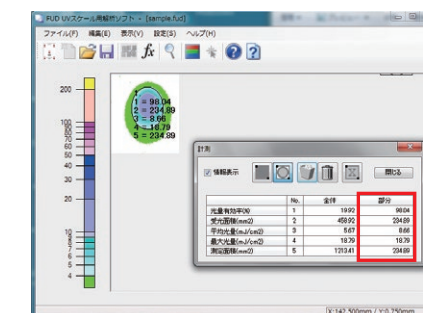 FUD UVスケール用解析ソフト - [sample.fud]
ファイル(F) 編集(E) 表示(V) 設定(S) ヘルプ(H)
200
100
90
80
70
60
50
40
30
20
10
9
8
7
6
5
4
1 = 98.04
2 = 234.89
3 = 8.66
4 = 18.79
5 = 234.89
計測
情報表示
閉じる
No. 全体 部分
光量有効率(%) 1 19.92 98.04
受光面積(mm2) 2 458.92 234.89
平均光量(mJ/cm2) 3 5.67 8.66
最大光量(mJ/cm2) 4 18.79 18.79
測定面積(mm2) 5 1213.41 234.89
X:142.500mm / Y:0.750mm